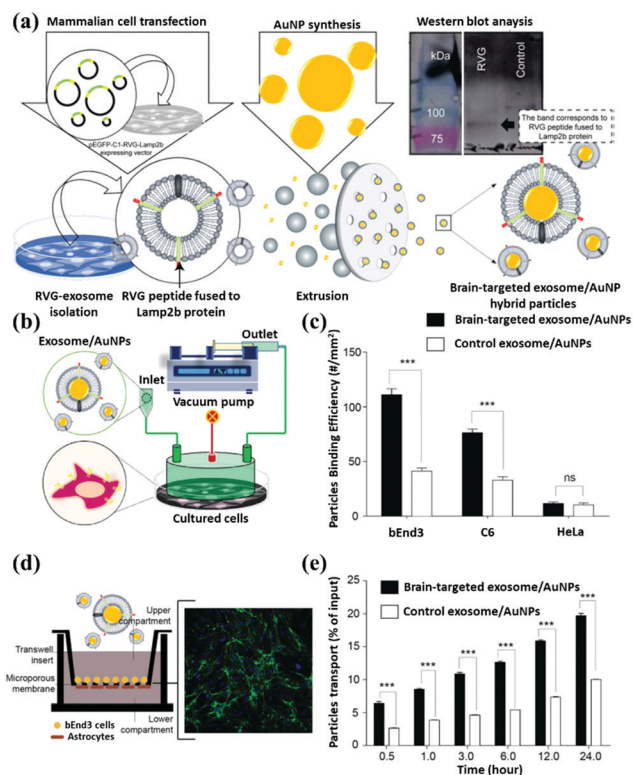 (a)
Mammalian cell transfection
AuNP synthesis
Western blot anaysis
kDa
100
75
RVG
Control
The band corresponds to
RVG peptide fused to
Lamp2b protein
pEGFP-C1-RVG-Lamp2b
expressing vector
RVG-exosome
isolation
RVG peptide fused to
Lamp2b protein
Extrusion
Brain-targeted exosome/AuNP
hybrid particles
(b)
Exosome/AuNPs
Inlet
Outlet
Vacuum pump
Cultured cells
(c)
Brain-targeted exosome/AuNPs
Control exosome/AuNPs
Particles Binding Efficiency (#/mm²)
150
100
50
0
***
***
ns
bEnd3
C6
HeLa
(d)
Upper
compartment
Transwell
insert
Microporous
membrane
Lower
compartment
bEnd3 cells
Astrocytes
(e)
Brain-targeted exosome/AuNPs
Control exosome/AuNPs
Particles transport (% of input)
25
20
15
10
5
0
***
***
***
***
***
***
0.5
1.0
3.0
6.0
12.0
24.0
Time (hour)